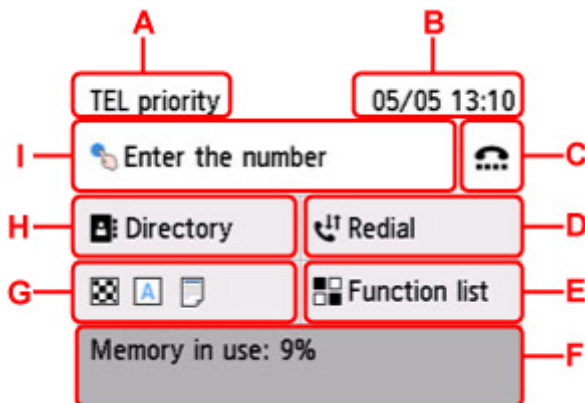 A B
TEL priority 05/05 13:10
I Enter the number C
H Directory Redial D
G A Function list E
Memory in use: 9% F